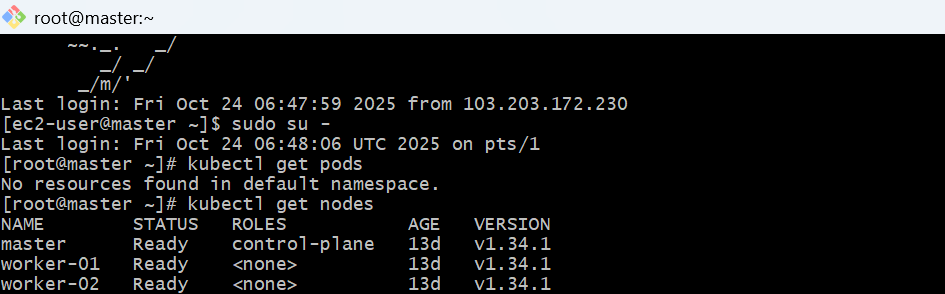 root@master:~
~~._.   _/
_/ _/
_/m/'
Last login: Fri Oct 24 06:47:59 2025 from 103.203.172.230
[ec2-user@master ~]$ sudo su -
Last login: Fri Oct 24 06:48:06 UTC 2025 on pts/1
[root@master ~]# kubectl get pods
No resources found in default namespace.
[root@master ~]# kubectl get nodes
NAME        STATUS   ROLES           AGE   VERSION
master      Ready    control-plane   13d   v1.34.1
worker-01   Ready    <none>          13d   v1.34.1
worker-02   Ready    <none>          13d   v1.34.1